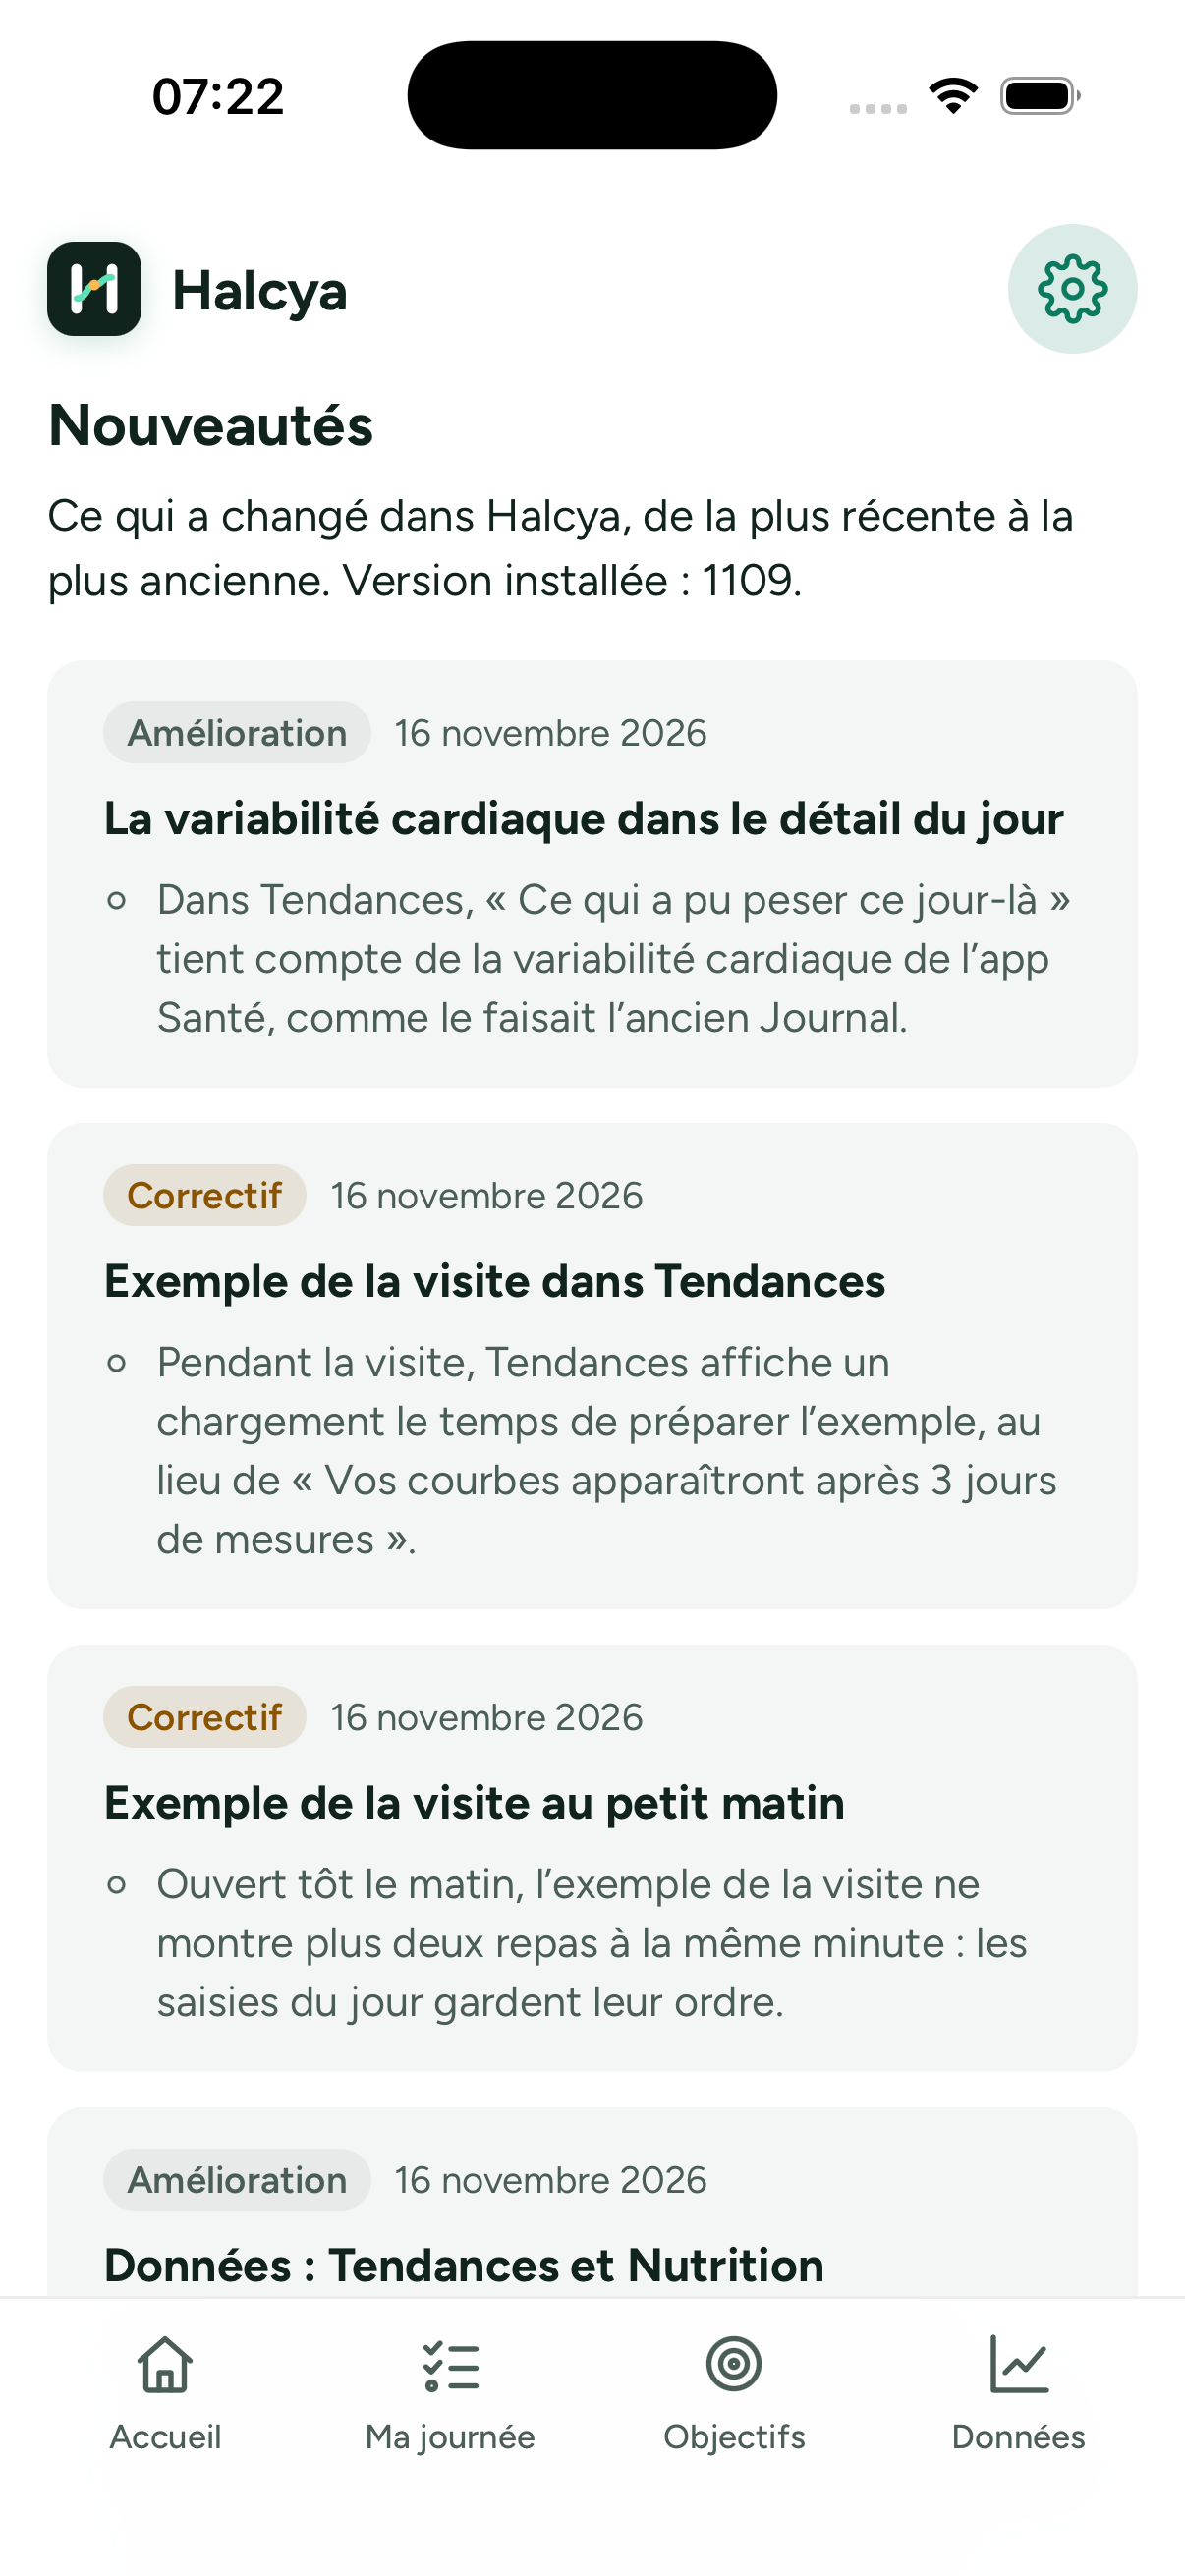 07:22
Halcya
Nouveautés
Ce qui a changé dans Halcya, de la plus récente à la
plus ancienne. Version installée : 1109.
Amélioration 16 novembre 2026
La variabilité cardiaque dans le détail du jour
Dans Tendances, « Ce qui a pu peser ce jour-là »
tient compte de la variabilité cardiaque de l’app
Santé, comme le faisait l’ancien Journal.
Correctif 16 novembre 2026
Exemple de la visite dans Tendances
Pendant la visite, Tendances affiche un
chargement le temps de préparer l’exemple, au
lieu de « Vos courbes apparaîtront après 3 jours
de mesures ».
Correctif 16 novembre 2026
Exemple de la visite au petit matin
Ouvert tôt le matin, l’exemple de la visite ne
montre plus deux repas à la même minute : les
saisies du jour gardent leur ordre.
Amélioration 16 novembre 2026
Données : Tendances et Nutrition
Accueil Ma journée Objectifs Données